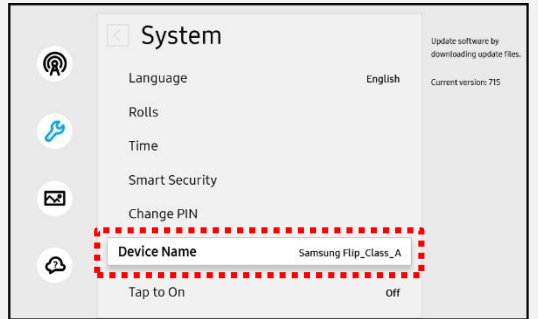 System
Update software by
downloading update files.
Current version: 715
Language English
Rolls
Time
Smart Security
Change PIN
Device Name Samsung Flip_Class_A
Tap to On Off